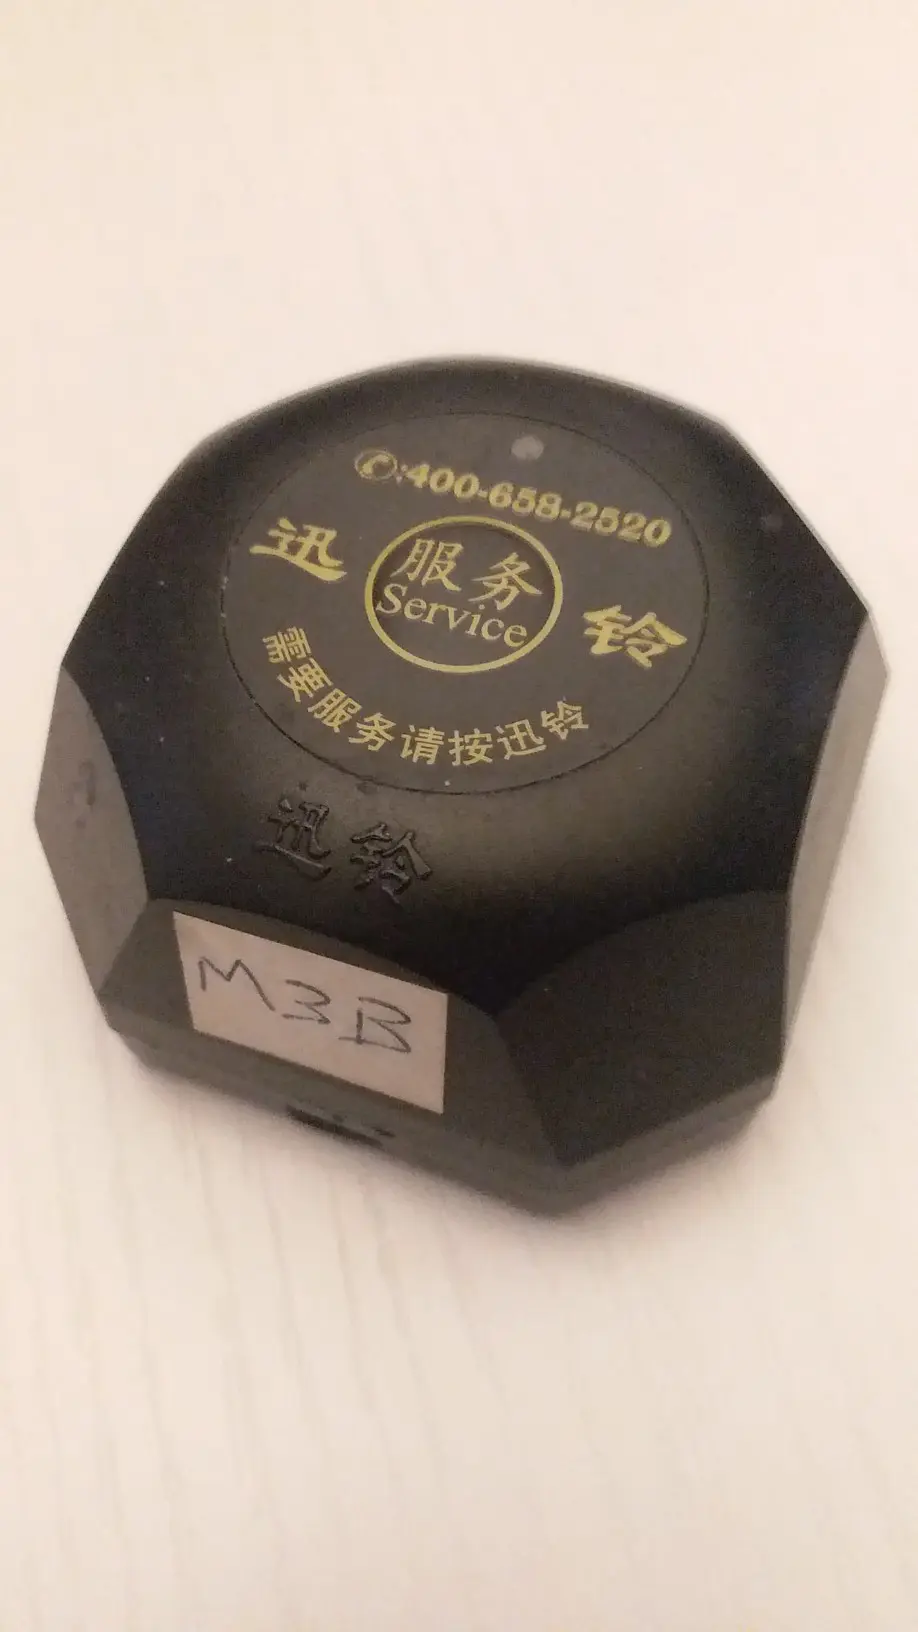 ✆:400-658-2520
迅 铃
服务
Service
需要服务请按迅铃
迅铃
M3B